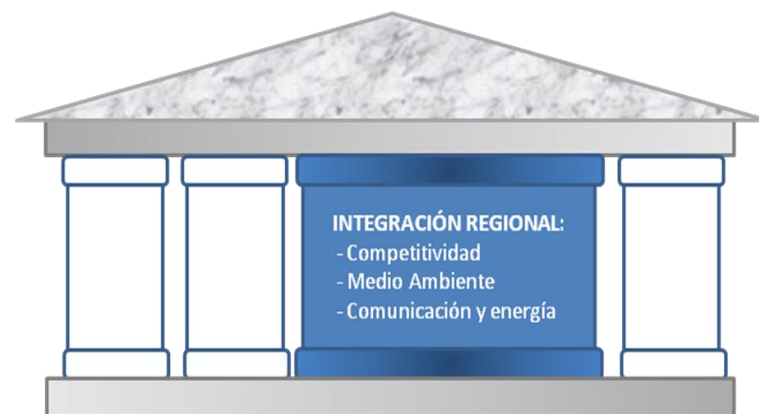 INTEGRACIÓN REGIONAL:
- Competitividad
- Medio Ambiente
- Comunicación y energía